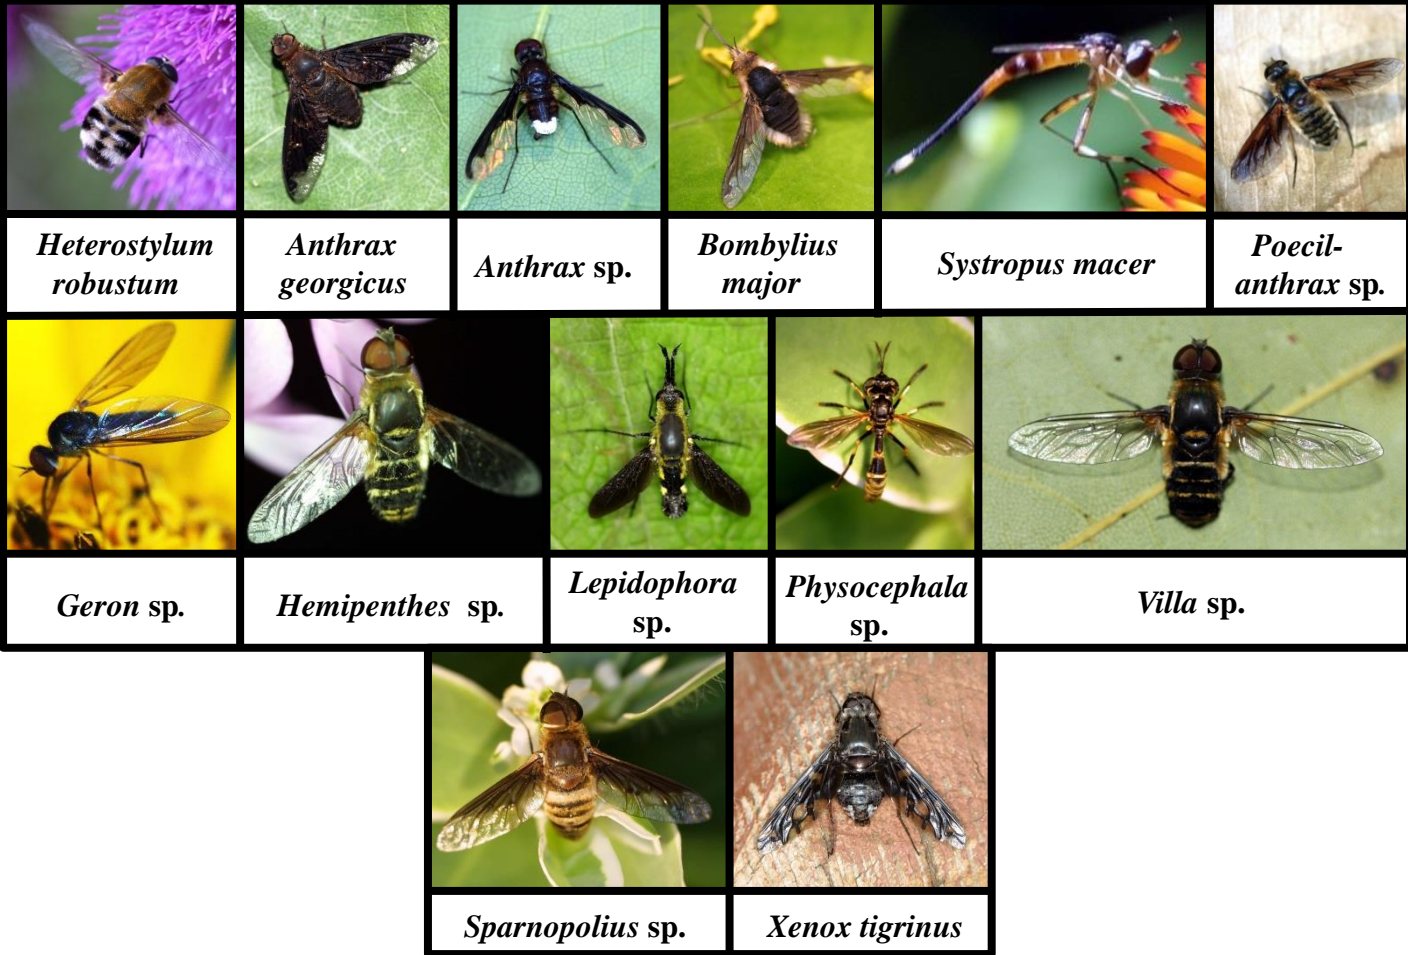 Heterostylum
robustum
Anthrax
georgicus
Anthrax sp.
Bombylius
major
Systropus macer
Poecil-
anthrax sp.
Geron sp.
Hemipenthes sp.
Lepidophora
sp.
Physocephala
sp.
Villa sp.
Sparnopolius sp.
Xenox tigrinus